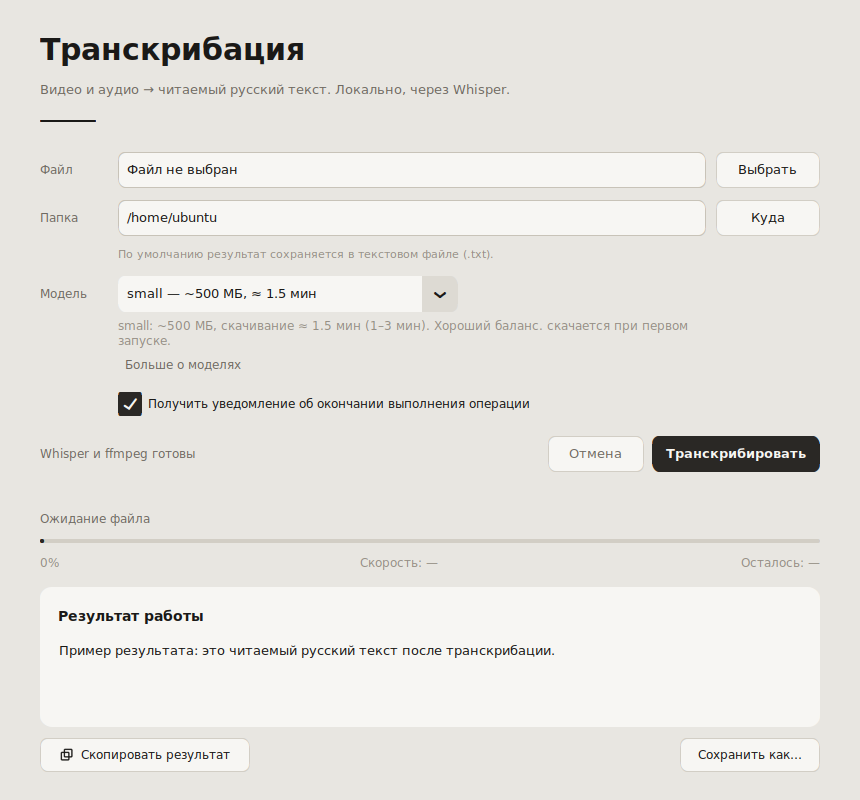 Транскрибация
Видео и аудио → читаемый русский текст. Локально, через Whisper.
Файл
Файл не выбран
Выбрать
Папка
/home/ubuntu
Куда
По умолчанию результат сохраняется в текстовом файле (.txt).
Модель
small — ~500 МБ, ≈ 1.5 мин
small: ~500 МБ, скачивание ≈ 1.5 мин (1–3 мин). Хороший баланс. скачается при первом
запуске.
Больше о моделях
Получить уведомление об окончании выполнения операции
Whisper и ffmpeg готовы
Отмена
Транскрибировать
Ожидание файла
0%
Скорость: —
Осталось: —
Результат работы
Пример результата: это читаемый русский текст после транскрибации.
Скопировать результат
Сохранить как...